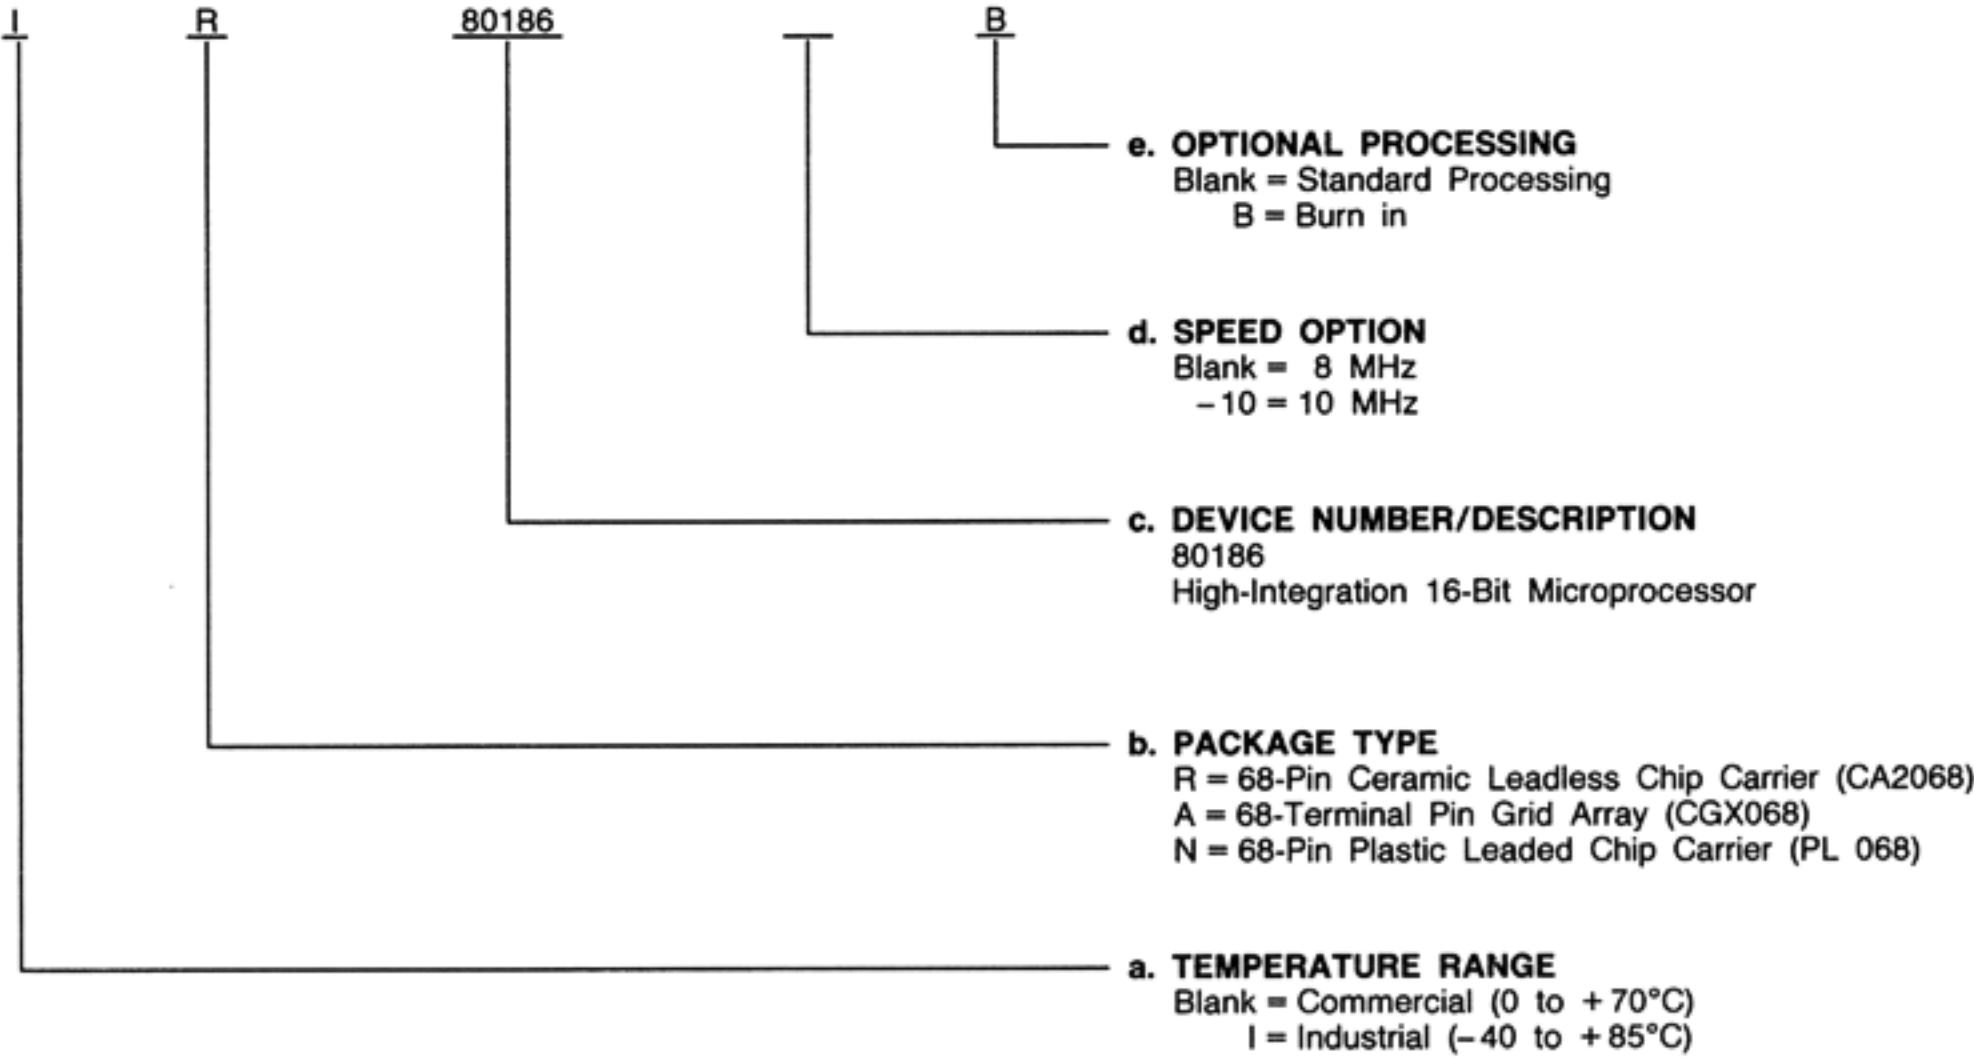 I R 80186 B
e. OPTIONAL PROCESSING
Blank = Standard Processing
B = Burn in
d. SPEED OPTION
Blank = 8 MHz
–10 = 10 MHz
c. DEVICE NUMBER/DESCRIPTION
80186
High-Integration 16-Bit Microprocessor
b. PACKAGE TYPE
R = 68-Pin Ceramic Leadless Chip Carrier (CA2068)
A = 68-Terminal Pin Grid Array (CGX068)
N = 68-Pin Plastic Leaded Chip Carrier (PL 068)
a. TEMPERATURE RANGE
Blank = Commercial (0 to +70°C)
I = Industrial (–40 to +85°C)